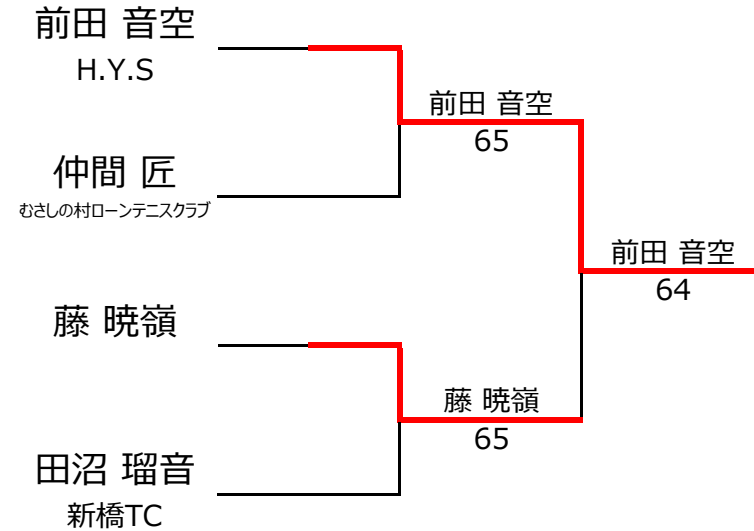 前田 音空
H.Y.S
前田 音空
65
仲間 匠
むさしの村ローンテニスクラブ
前田 音空
64
藤 暁嶺
藤 暁嶺
65
田沼 瑠音
新橋TC